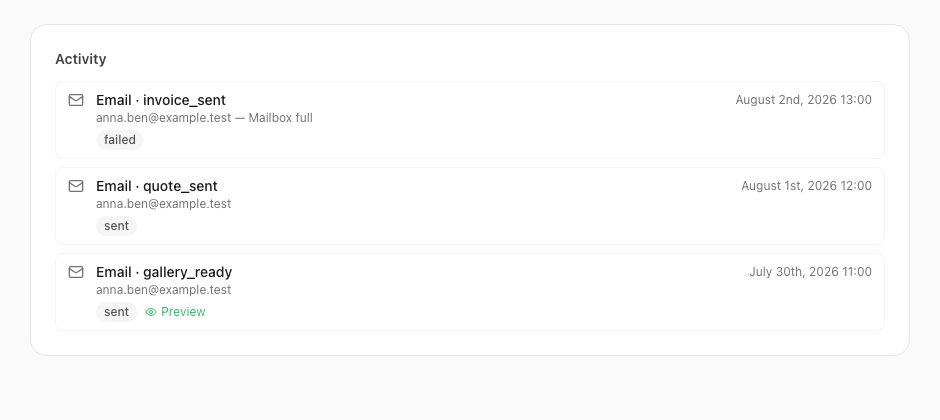 Activity
Email · invoice_sent
August 2nd, 2026 13:00
anna.ben@example.test — Mailbox full
failed
Email · quote_sent
August 1st, 2026 12:00
anna.ben@example.test
sent
Email · gallery_ready
July 30th, 2026 11:00
anna.ben@example.test
sent Preview